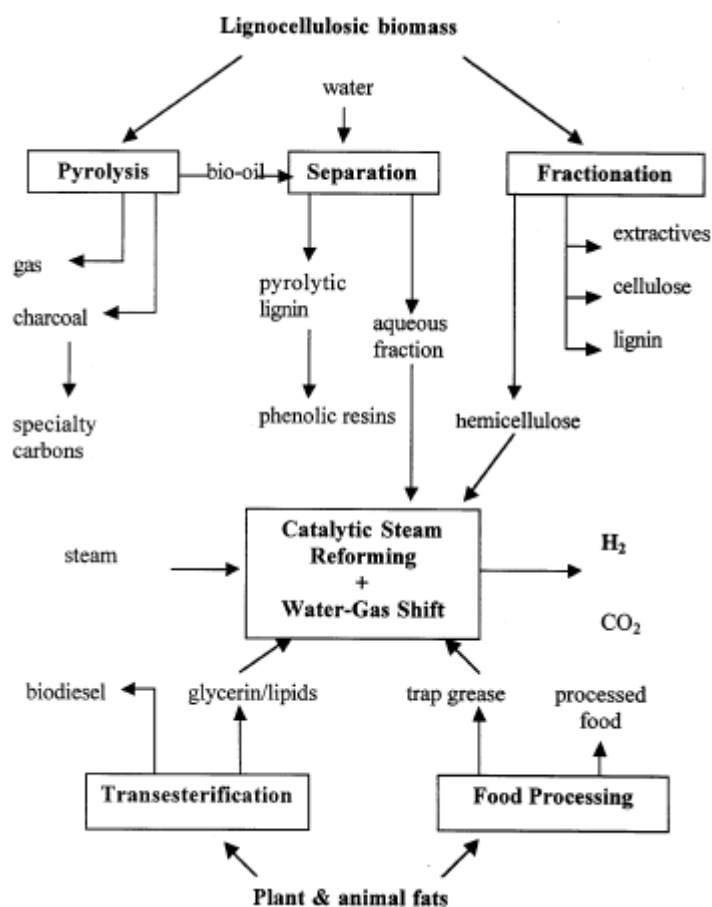 Lignocellulosic biomass
water
Pyrolysis
bio-oil
Separation
Fractionation
gas
charcoal
specialty
carbons
pyrolytic
lignin
phenolic resins
aqueous
fraction
extractives
cellulose
lignin
hemicellulose
steam
Catalytic Steam
Reforming
+
Water-Gas Shift
H₂
CO₂
biodiesel
glycerin/lipids
trap grease
processed
food
Transesterification
Food Processing
Plant & animal fats